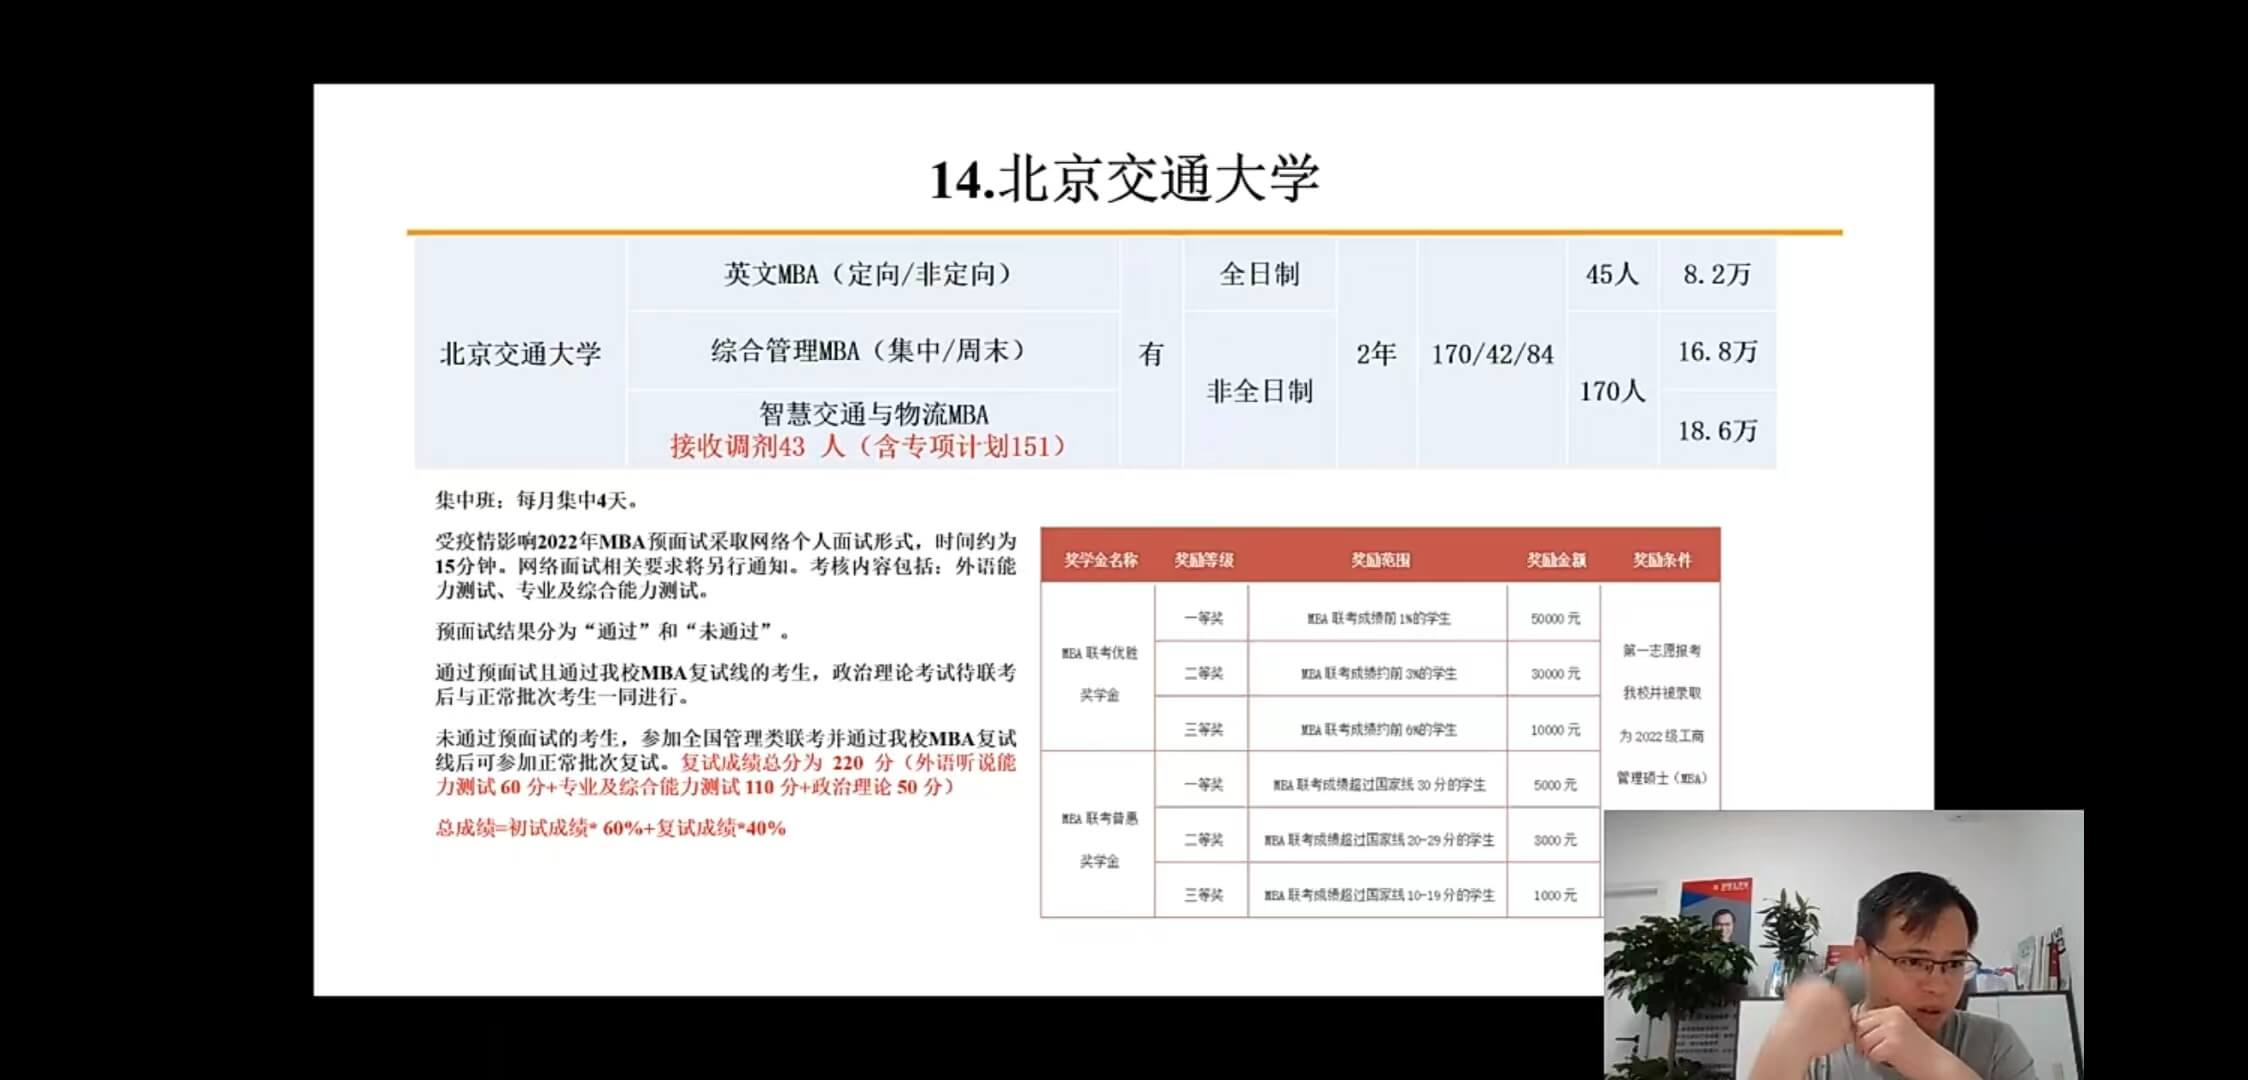 14.北京交通大学
北京交通大学
英文MBA（定向/非定向）
综合管理MBA（集中/周末）
智慧交通与物流MBA
接收调剂43 人（含专项计划151）
有
全日制
非全日制
2年
170/42/84
45人
170人
8.2万
16.8万
18.6万
集中班：每月集中4天。
受疫情影响2022年MBA预面试采取网络个人面试形式，时间约为
15分钟。网络面试相关要求将另行通知。考核内容包括：外语能
力测试、专业及综合能力测试。
预面试结果分为“通过”和“未通过”。
通过预面试且通过我校MBA复试线的考生，政治理论考试待联考
后与正常批次考生一同进行。
未通过预面试的考生，参加全国管理类联考并通过我校MBA复试
线后可参加正常批次复试。复试成绩总分为 220 分（外语听说能
力测试 60 分+专业及综合能力测试 110 分+政治理论 50 分）
总成绩=初试成绩* 60%+复试成绩*40%
奖学金名称 奖励等级 奖励范围 奖励金额 奖励条件
MBA 联考优胜
奖学金
一等奖 MBA 联考成绩前 1%的学生 50000 元
二等奖 MBA 联考成绩约前 3%的学生 30000 元
三等奖 MBA 联考成绩约前 6%的学生 10000 元
MBA 联考普惠
奖学金
一等奖 MBA 联考成绩超过国家线 30 分的学生 5000 元
二等奖 MBA 联考成绩超过国家线 20-29 分的学生 3000 元
三等奖 MBA 联考成绩超过国家线 10-19 分的学生 1000 元
第一志愿报考
我校并被录取
为 2022 级工商
管理硕士（MBA）